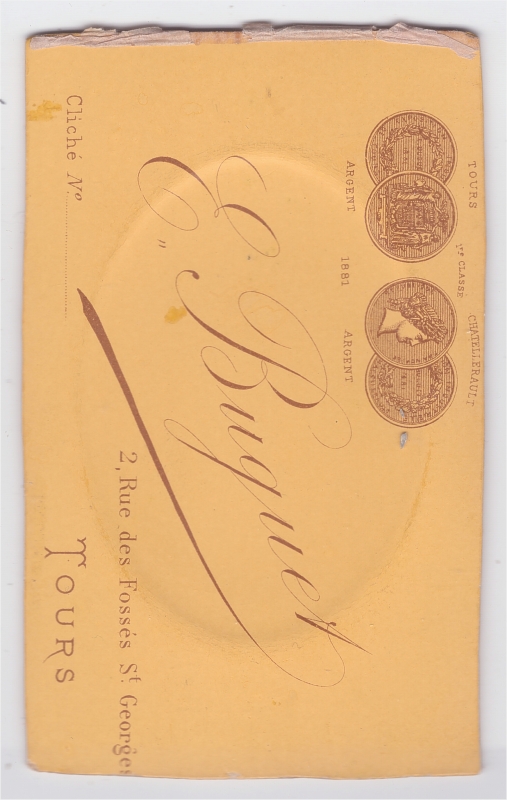 TOURS 1re CLASSE CHATELLERAULT
ARGENT 1881 ARGENT
E. Buguet
2, Rue des Fossés St Georges
Cliché No
TOURS